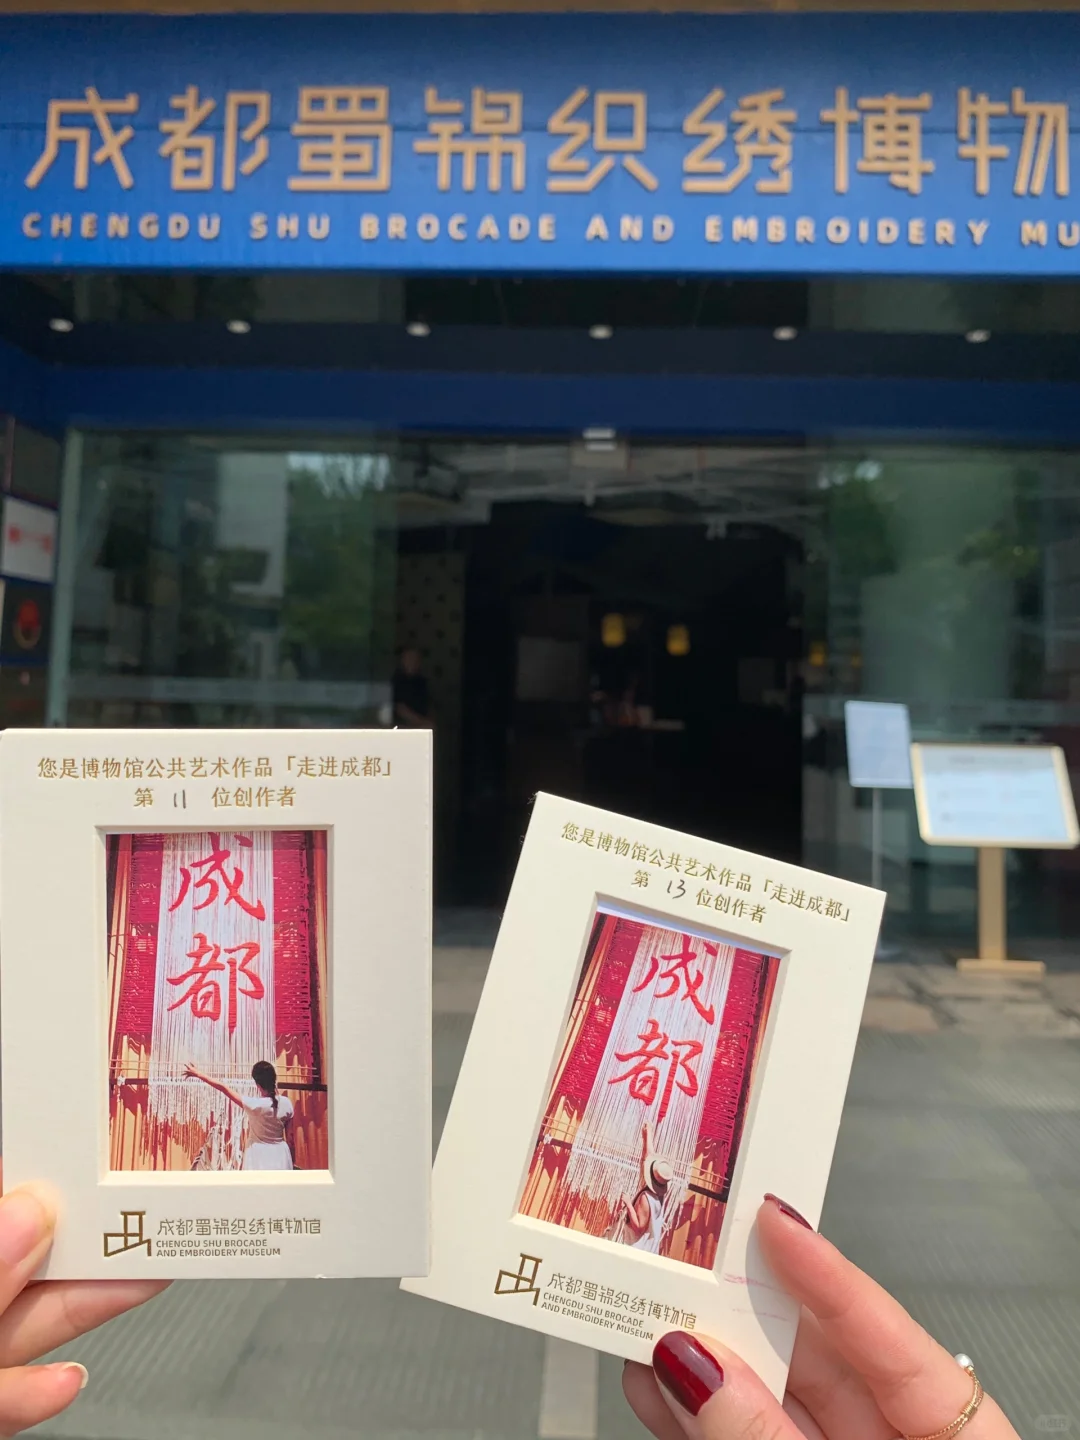 成都蜀锦织绣博物
CHENGDU SHU BROCADE AND EMBROIDERY MU
您是博物馆公共艺术作品「走进成都」
第 11 位创作者
成都
成都蜀锦织绣博物馆
CHENGDU SHU BROCADE
AND EMBROIDERY MUSEUM
您是博物馆公共艺术作品「走进成都」
第 13 位创作者
成都
成都蜀锦织绣博物馆
CHENGDU SHU BROCADE
AND EMBROIDERY MUSEUM